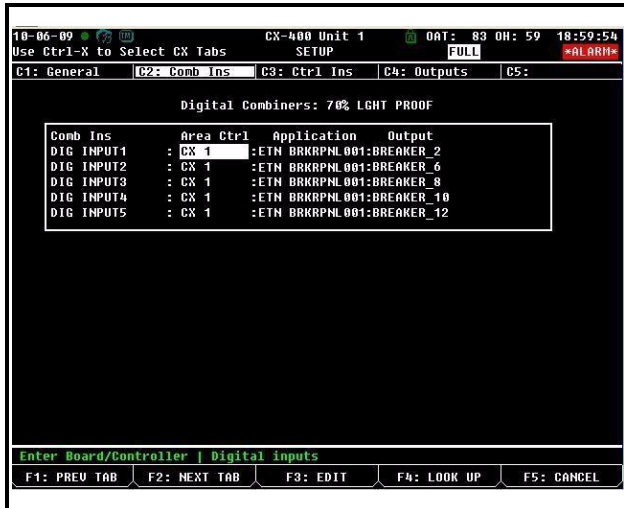 10-06-09 CX-400 Unit 1 OAT: 83 OH: 59 18:59:54
Use Ctrl-X to Select CX Tabs SETUP FULL *ALARM*
C1: General C2: Comb Ins C3: Ctrl Ins C4: Outputs C5:
Digital Combiners: 70% LGHT PROOF
Comb Ins Area Ctrl Application Output
DIG INPUT1 : CX 1 :ETN BRKRPNL001:BREAKER_2
DIG INPUT2 : CX 1 :ETN BRKRPNL001:BREAKER_6
DIG INPUT3 : CX 1 :ETN BRKRPNL001:BREAKER_8
DIG INPUT4 : CX 1 :ETN BRKRPNL001:BREAKER_10
DIG INPUT5 : CX 1 :ETN BRKRPNL001:BREAKER_12
Enter Board/Controller | Digital inputs
F1: PREV TAB F2: NEXT TAB F3: EDIT F4: LOOK UP F5: CANCEL